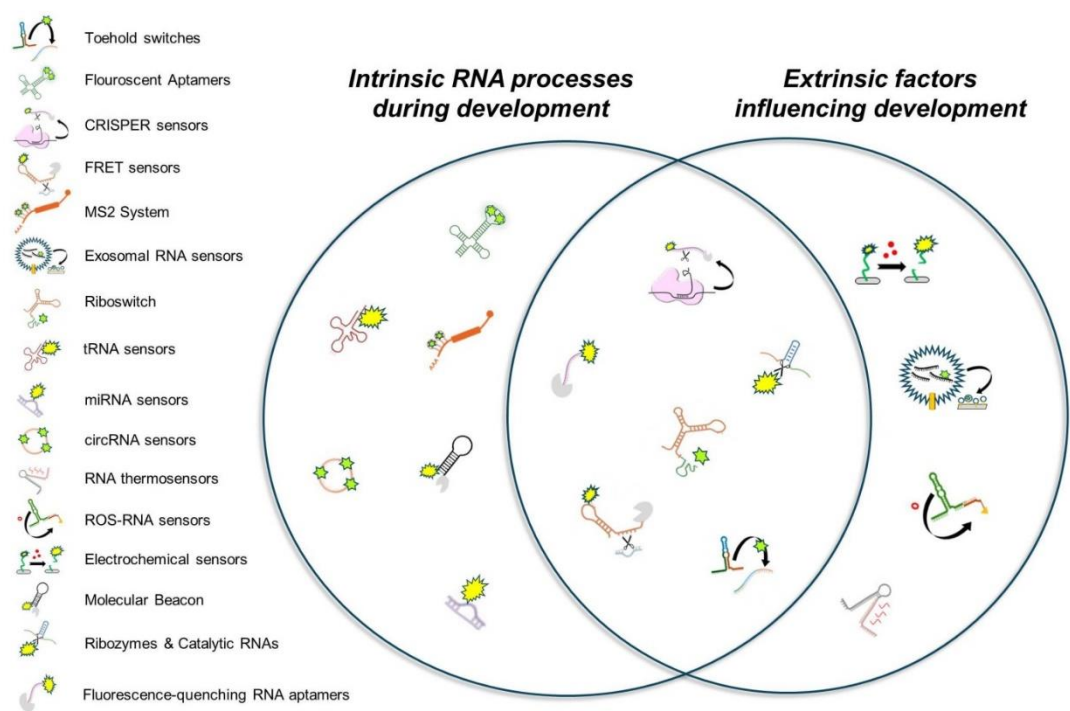 Toehold switches
Flouroscent Aptamers
CRISPER sensors
FRET sensors
MS2 System
Exosomal RNA sensors
Riboswitch
tRNA sensors
miRNA sensors
circRNA sensors
RNA thermosensors
ROS-RNA sensors
Electrochemical sensors
Molecular Beacon
Ribozymes & Catalytic RNAs
Fluorescence-quenching RNA aptamers
Intrinsic RNA processes
during development
Extrinsic factors
influencing development